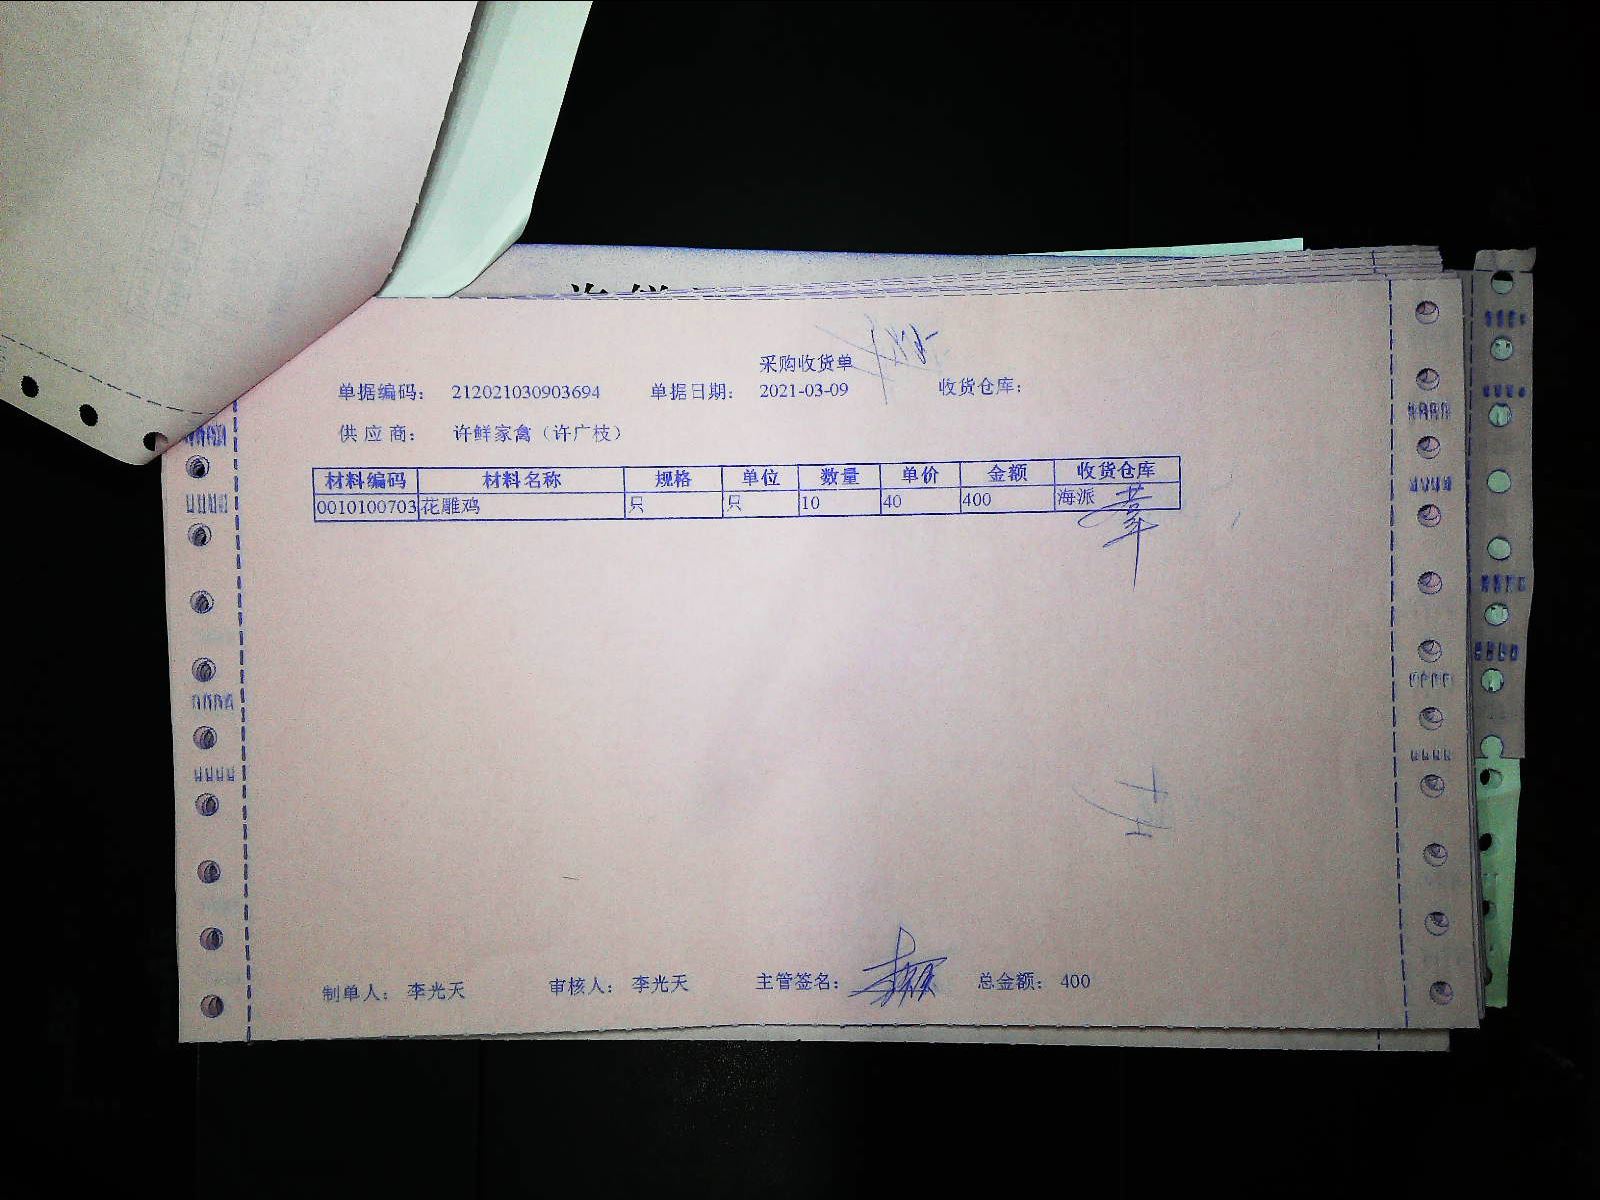 采购收货单
单据编码： 212021030903694 单据日期： 2021-03-09 收货仓库：
供应商： 许鲜家禽（许广枝）
材料编码 材料名称 规格 单位 数量 单价 金额 收货仓库
0010100703 花雕鸡 只 只 10 40 400 海派
制单人： 李光天 审核人： 李光天 主管签名： 总金额： 400